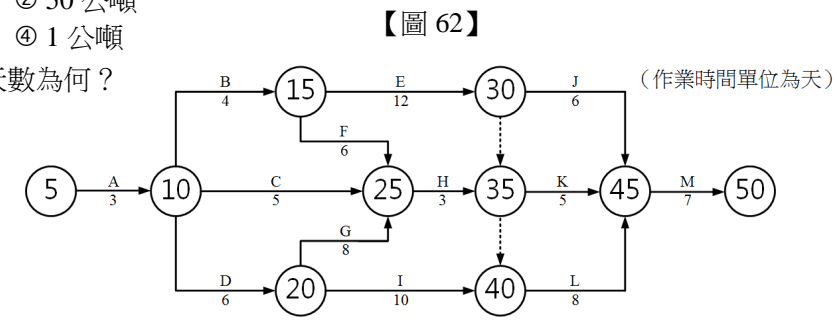 ② 50 公噸
④ 1 公噸
【圖 62】
天數為何？
（作業時間單位為天）
B
4
15
E
12
30
J
6
F
6
5
A
3
10
C
5
25
H
3
35
K
5
45
M
7
50
G
8
D
6
20
I
10
40
L
8